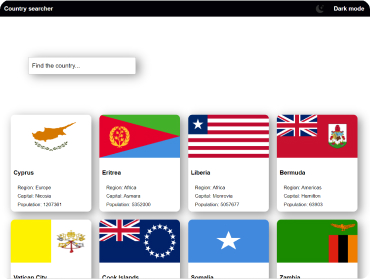 Country searcher
Dark mode
Find the country...
Cyprus
Region: Europe
Capital: Nicosia
Population: 1207361
Eritrea
Region: Africa
Capital: Asmara
Population: 5352000
Liberia
Region: Africa
Capital: Monrovia
Population: 5057677
Bermuda
Region: Americas
Capital: Hamilton
Population: 63903
Vatican City
Cook Islands
Somalia
Zambia